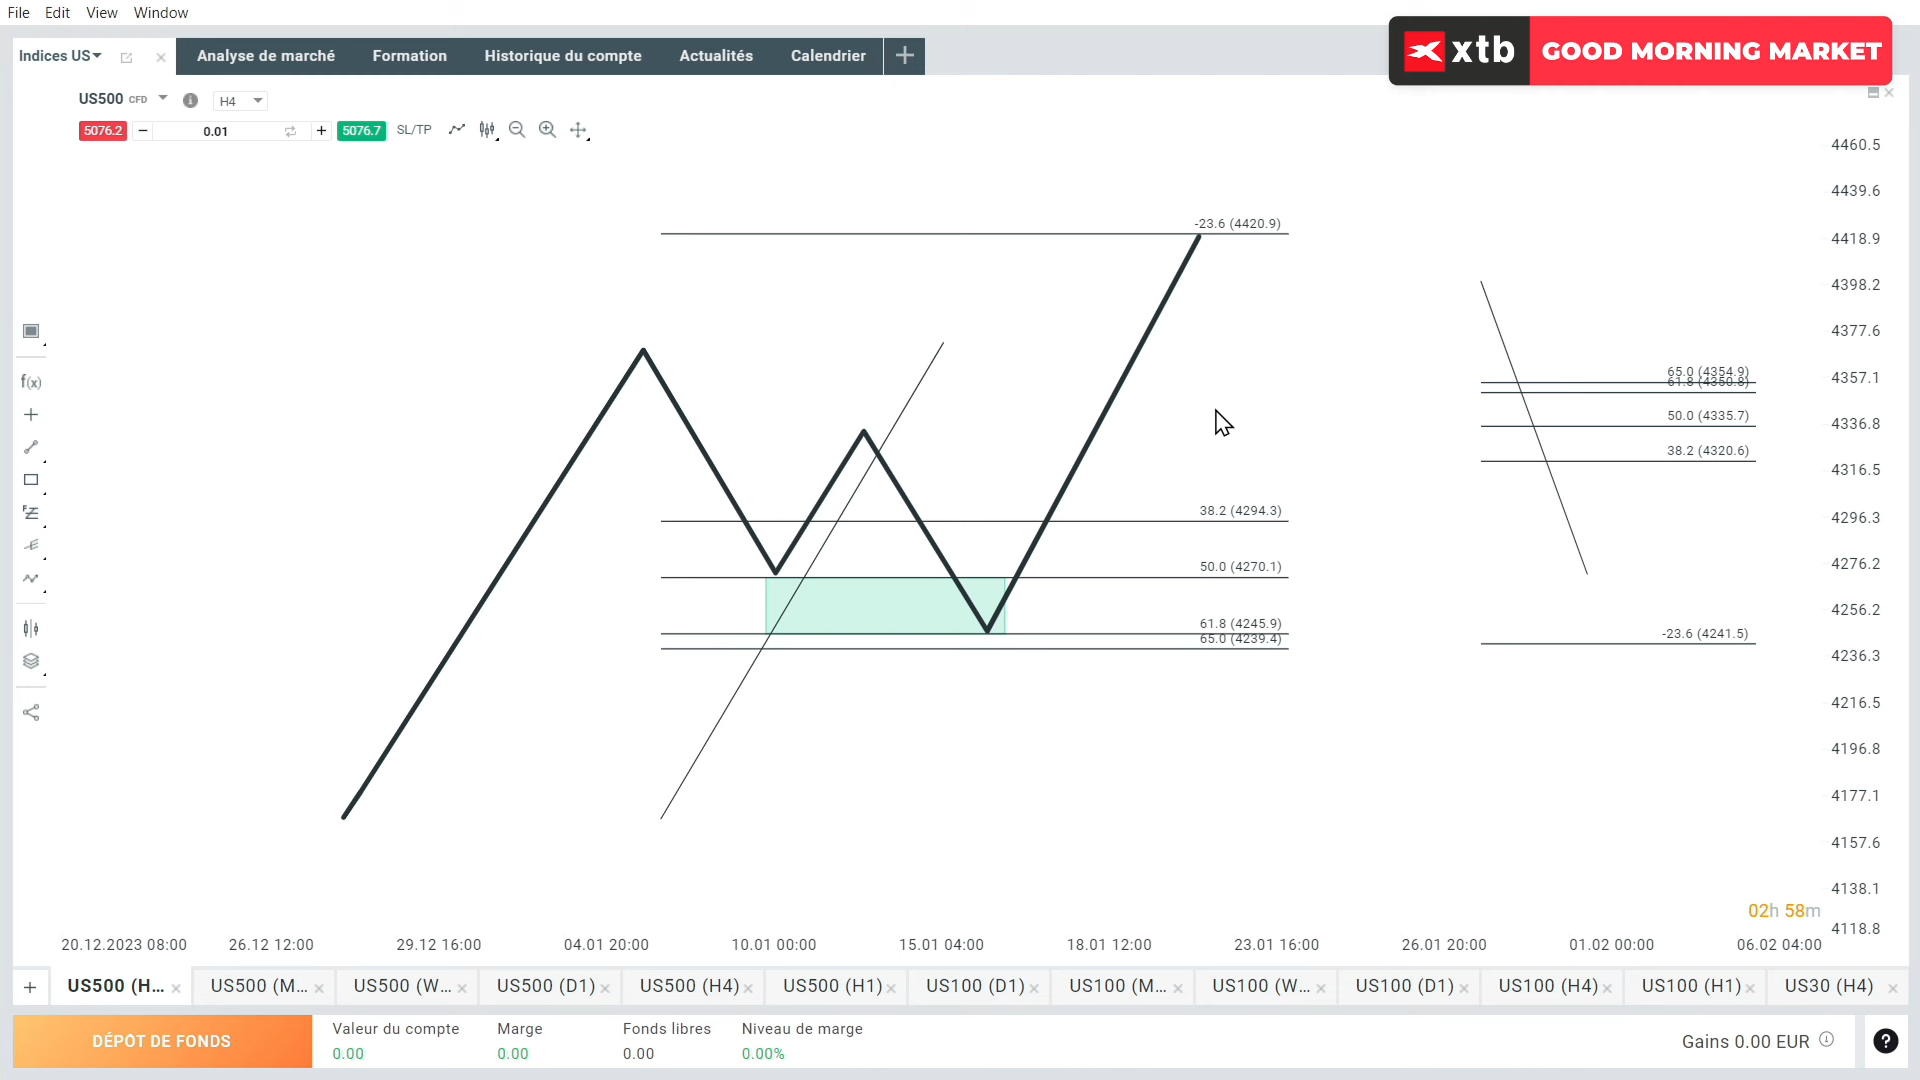 File Edit View Window
xtb GOOD MORNING MARKET
Indices US Analyse de marché Formation Historique du compte Actualités Calendrier
US500 CFD H4
5076.2 − 0.01 + 5076.7 SL/TP
4460.5
4439.6
-23.6 (4420.9)
4418.9
4398.2
4377.6
65.0 (4354.9)
61.8 (4350.8)
4357.1
50.0 (4335.7)
4336.8
38.2 (4320.6)
4316.5
38.2 (4294.3)
4296.3
50.0 (4270.1)
4276.2
4256.2
61.8 (4245.9)
65.0 (4239.4)
-23.6 (4241.5)
4236.3
4216.5
4196.8
4177.1
4157.6
4138.1
02h 58m
4118.8
f(x)
20.12.2023 08:00 26.12 12:00 29.12 16:00 04.01 20:00 10.01 00:00 15.01 04:00 18.01 12:00 23.01 16:00 26.01 20:00 01.02 00:00 06.02 04:00
+ US500 (H... US500 (M... US500 (W... US500 (D1) US500 (H4) US500 (H1) US100 (D1) US100 (M... US100 (W... US100 (D1) US100 (H4) US100 (H1) US30 (H4)
DÉPÔT DE FONDS
Valeur du compte Marge Fonds libres Niveau de marge
0.00 0.00 0.00 0.00%
Gains 0.00 EUR
?